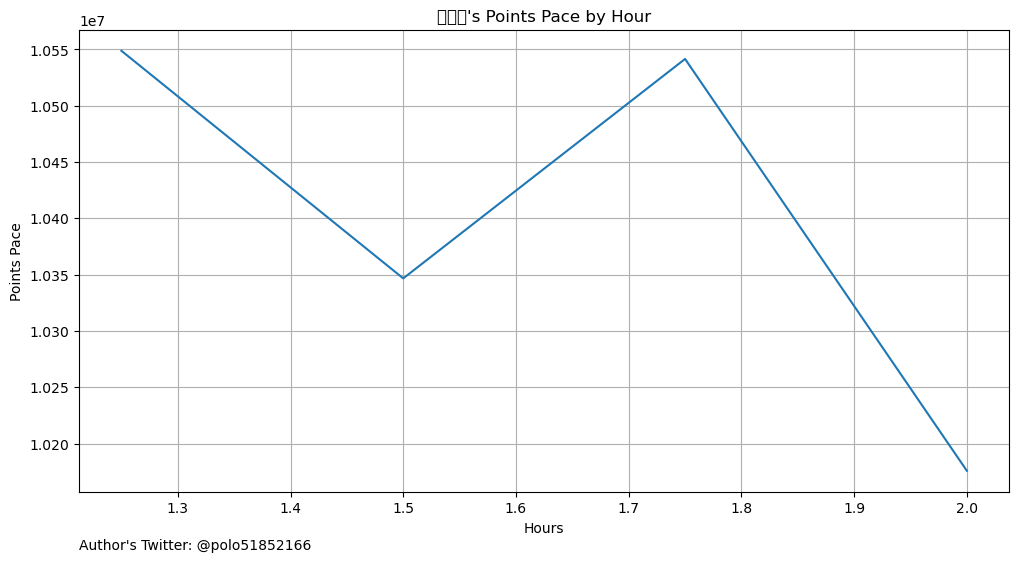 's Points Pace by Hour
1e7
1.055
1.050
1.045
1.040
1.035
1.030
1.025
1.020
Points Pace
1.3 1.4 1.5 1.6 1.7 1.8 1.9 2.0
Hours
Author's Twitter: @polo51852166